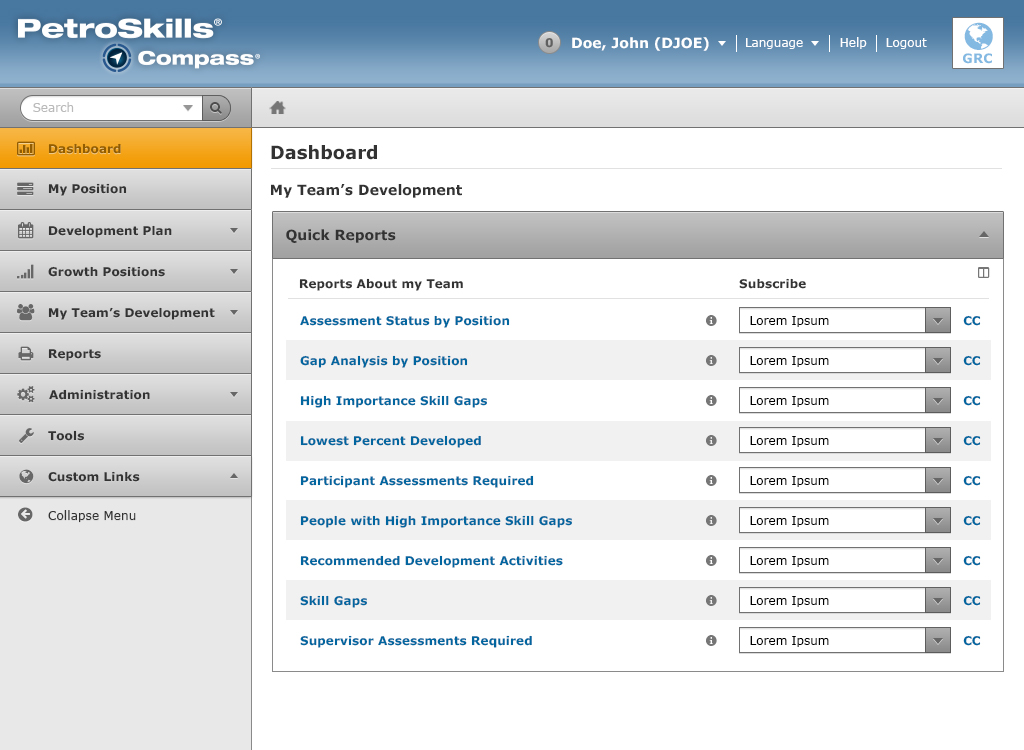 PetroSkills®
Compass®
0 Doe, John (DJOE) Language Help Logout
GRC
Search
Dashboard
My Position
Development Plan
Growth Positions
My Team's Development
Reports
Administration
Tools
Custom Links
Collapse Menu
Dashboard
My Team's Development
Quick Reports
Reports About my Team Subscribe
Assessment Status by Position Lorem Ipsum CC
Gap Analysis by Position Lorem Ipsum CC
High Importance Skill Gaps Lorem Ipsum CC
Lowest Percent Developed Lorem Ipsum CC
Participant Assessments Required Lorem Ipsum CC
People with High Importance Skill Gaps Lorem Ipsum CC
Recommended Development Activities Lorem Ipsum CC
Skill Gaps Lorem Ipsum CC
Supervisor Assessments Required Lorem Ipsum CC